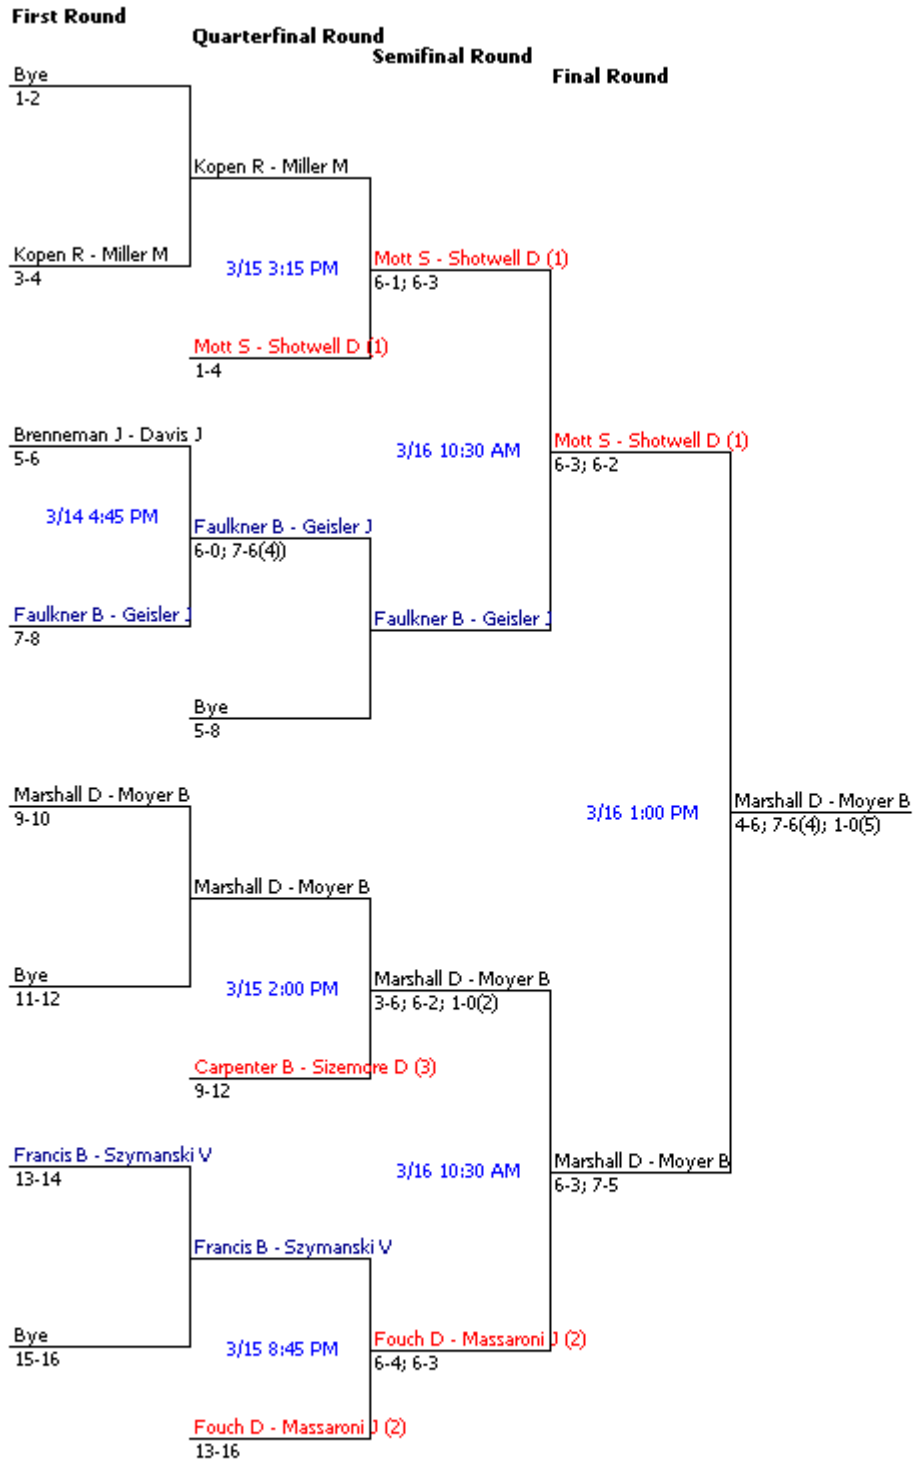 First Round
Quarterfinal Round
Semifinal Round
Final Round
Bye
1-2
Kopen R - Miller M
Kopen R - Miller M
3-4
3/15 3:15 PM
Mott S - Shotwell D (1)
6-1; 6-3
Mott S - Shotwell D (1)
1-4
Brenneman J - Davis J
5-6
3/16 10:30 AM
Mott S - Shotwell D (1)
6-3; 6-2
3/14 4:45 PM
Faulkner B - Geisler J
6-0; 7-6(4))
Faulkner B - Geisler J
7-8
Faulkner B - Geisler J
Bye
5-8
Marshall D - Moyer B
9-10
3/16 1:00 PM
Marshall D - Moyer B
4-6; 7-6(4); 1-0(5)
Marshall D - Moyer B
Bye
11-12
3/15 2:00 PM
Marshall D - Moyer B
3-6; 6-2; 1-0(2)
Carpenter B - Sizemore D (3)
9-12
Francis B - Szymanski V
13-14
3/16 10:30 AM
Marshall D - Moyer B
6-3; 7-5
Francis B - Szymanski V
Bye
15-16
3/15 8:45 PM
Fouch D - Massaroni J (2)
6-4; 6-3
Fouch D - Massaroni J (2)
13-16